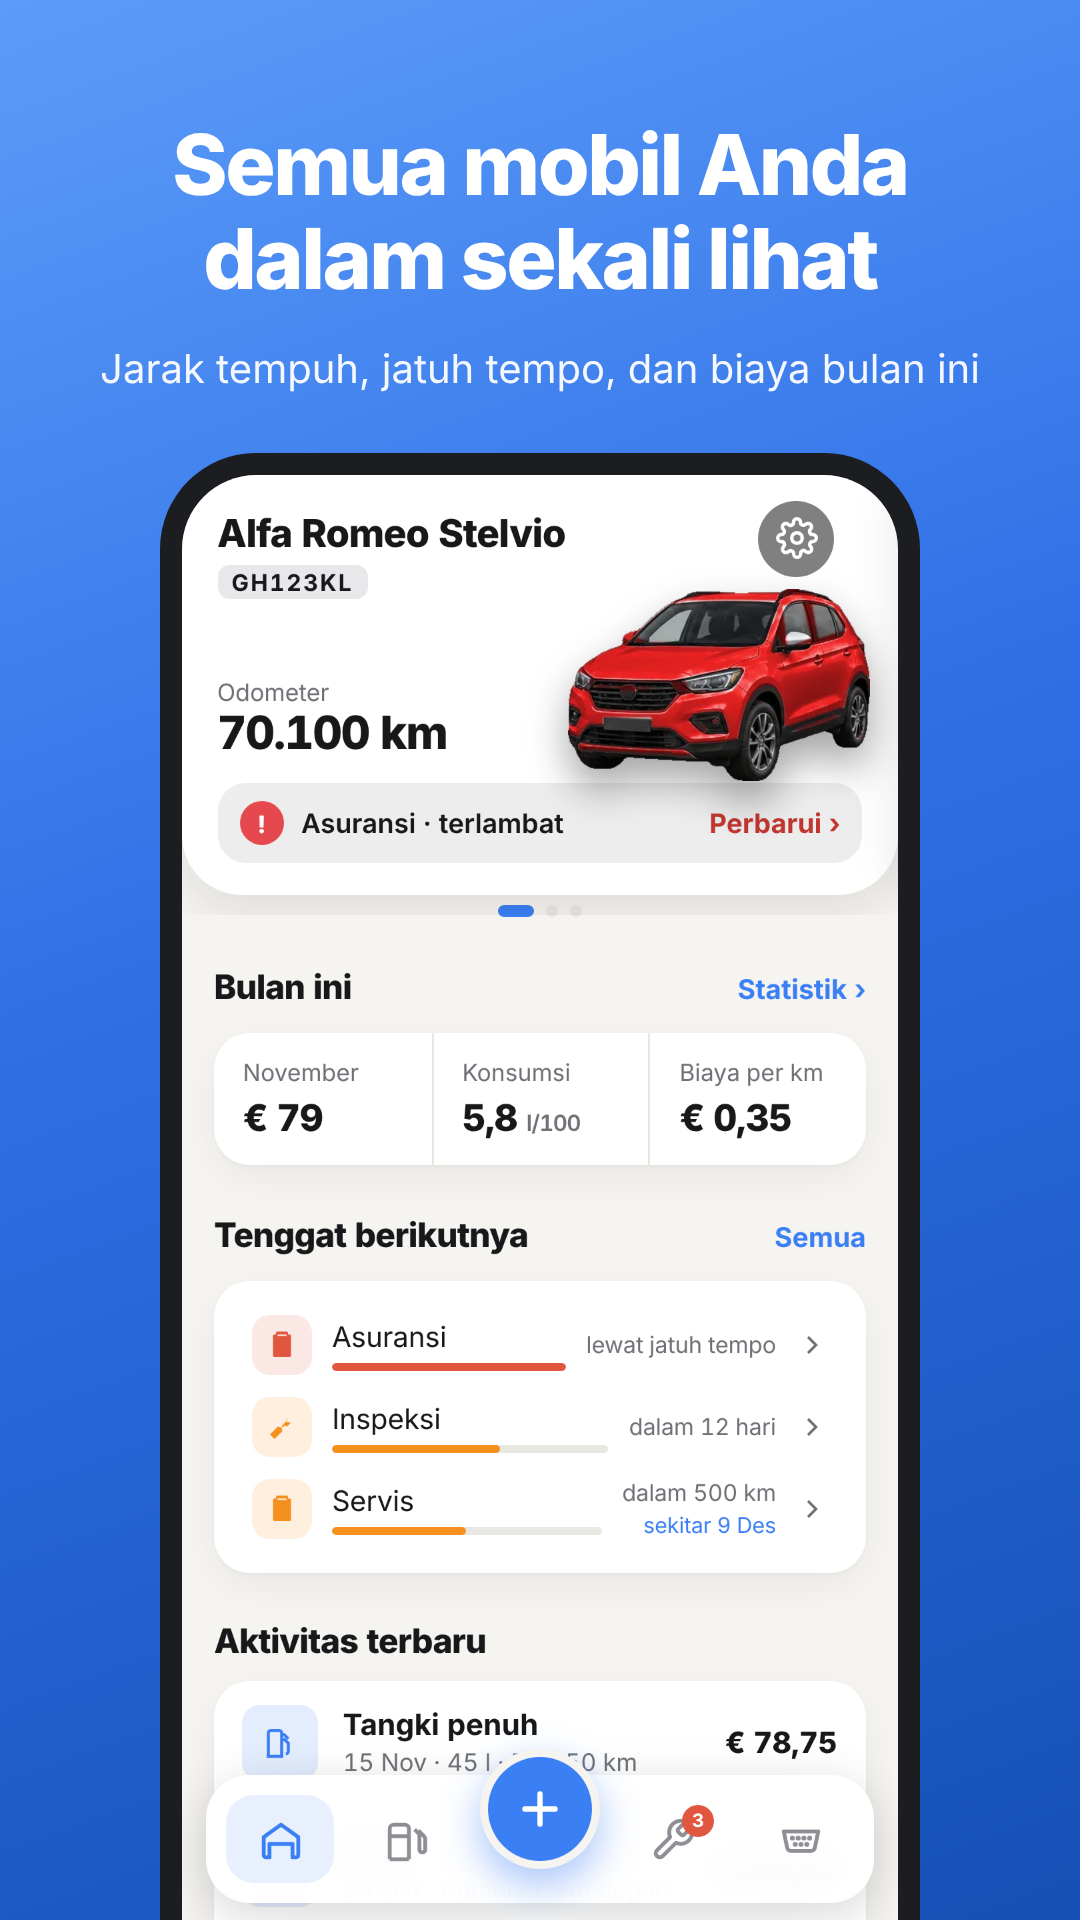 Semua mobil Anda
dalam sekali lihat
Jarak tempuh, jatuh tempo, dan biaya bulan ini
Alfa Romeo Stelvio
GH123KL
Odometer
70.100 km
! Asuransi · terlambat Perbarui ›
Bulan ini Statistik ›
November Konsumsi Biaya per km
€ 79 5,8 l/100 € 0,35
Tenggat berikutnya Semua
Asuransi lewat jatuh tempo
Inspeksi dalam 12 hari
Servis dalam 500 km
sekitar 9 Des
Aktivitas terbaru
Tangki penuh € 78,75
15 Nov · 45 l · 50 km
3